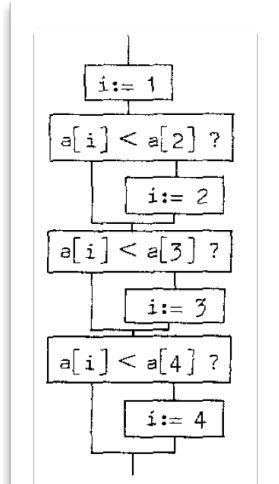 i:= 1
a[i] < a[2] ?
i:= 2
a[i] < a[3] ?
i:= 3
a[i] < a[4] ?
i:= 4